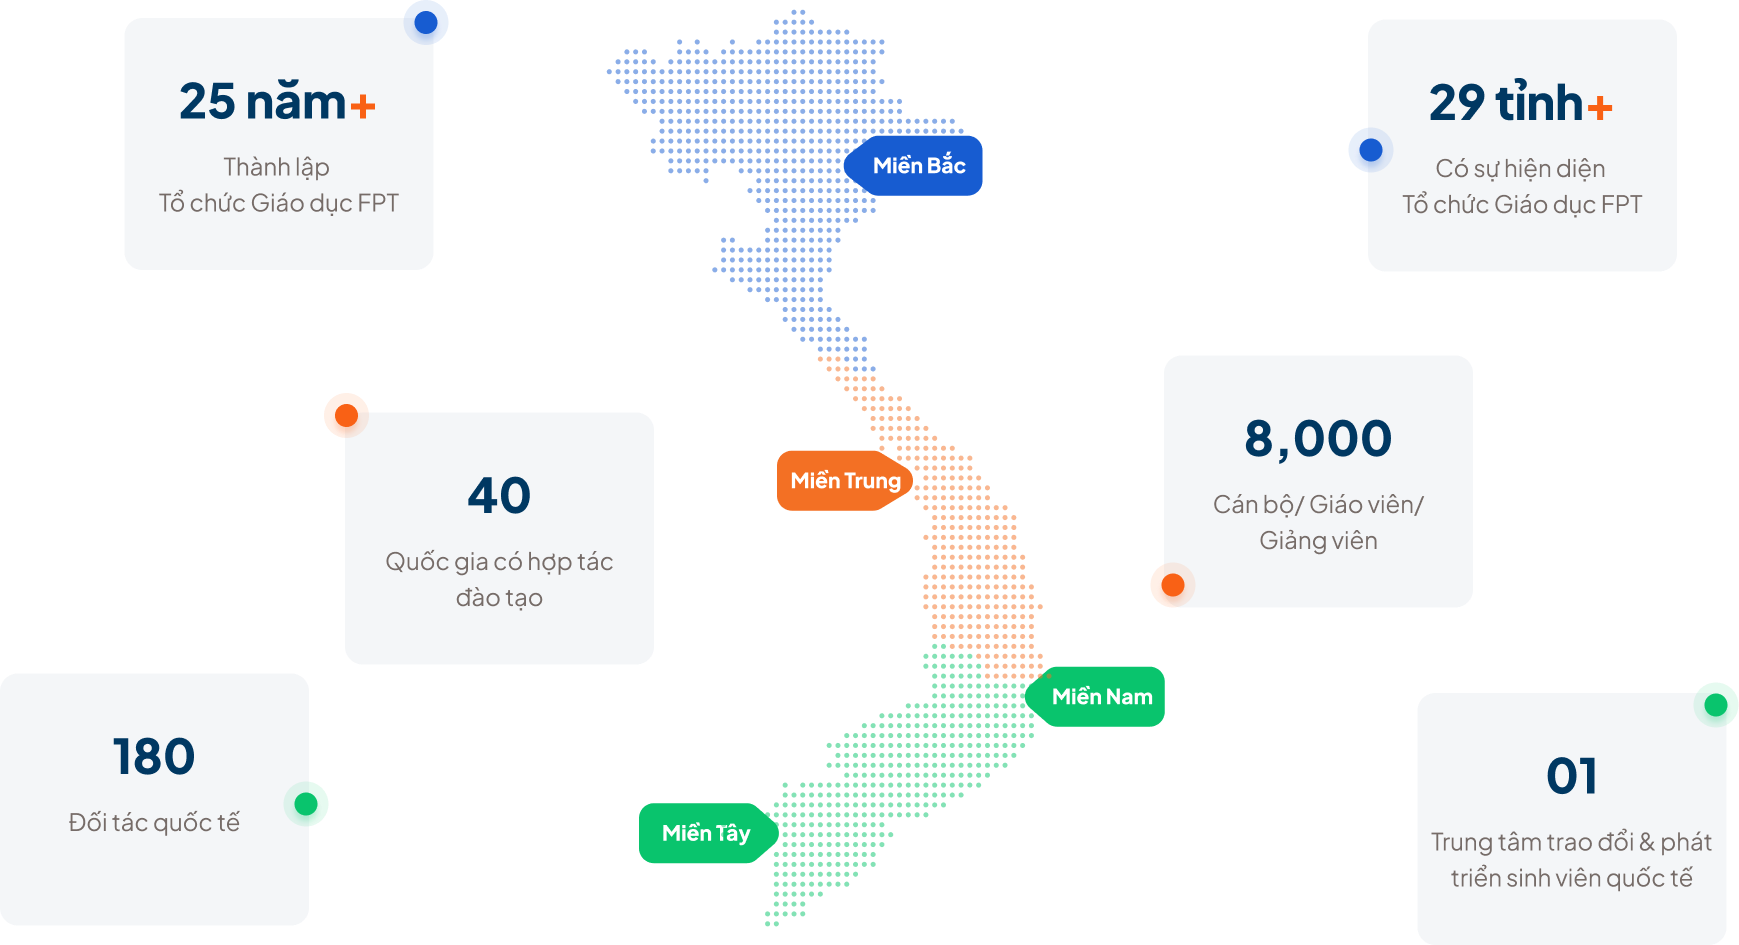 25 năm+
Thành lập
Tổ chức Giáo dục FPT
29 tỉnh+
Có sự hiện diện
Tổ chức Giáo dục FPT
Miền Bắc
40
Quốc gia có hợp tác
đào tạo
Miền Trung
8,000
Cán bộ/ Giáo viên/
Giảng viên
180
Đối tác quốc tế
Miền Nam
Miền Tây
01
Trung tâm trao đổi & phát
triển sinh viên quốc tế